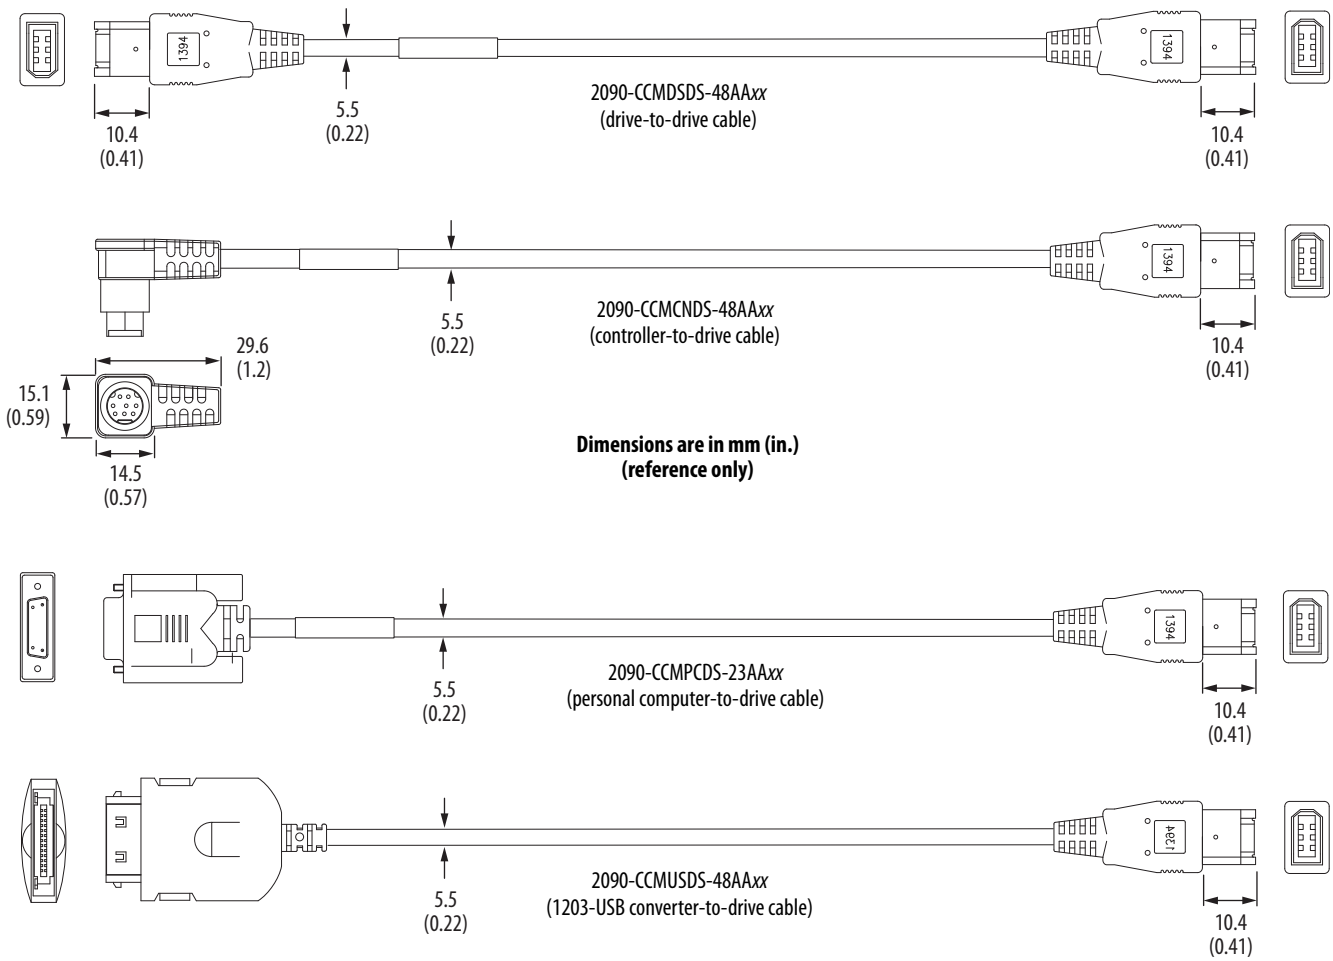 1394
1394
5.5
(0.22)
10.4
(0.41)
2090-CCMDSDS-48AAxx
(drive-to-drive cable)
10.4
(0.41)
1394
5.5
(0.22)
2090-CCMCNDS-48AAxx
(controller-to-drive cable)
10.4
(0.41)
29.6
(1.2)
15.1
(0.59)
14.5
(0.57)
Dimensions are in mm (in.)
(reference only)
1394
5.5
(0.22)
2090-CCMPCDS-23AAxx
(personal computer-to-drive cable)
10.4
(0.41)
1394
5.5
(0.22)
2090-CCMUSDS-48AAxx
(1203-USB converter-to-drive cable)
10.4
(0.41)